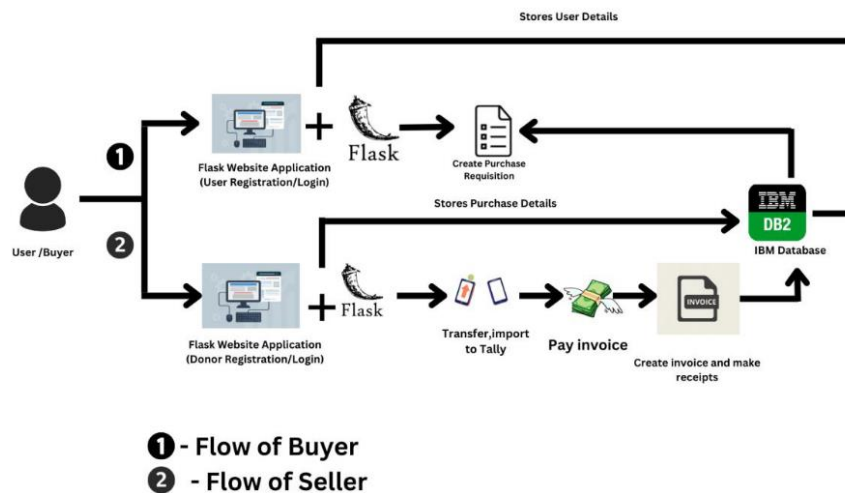 Stores User Details
1
Flask
Flask Website Application
(User Registration/Login)
Create Purchase
Requisition
User /Buyer
2
Stores Purchase Details
IBM
DB2
IBM Database
Flask
Flask Website Application
(Donor Registration/Login)
Transfer,import
to Tally
Pay invoice
INVOICE
Create invoice and make
receipts
1 - Flow of Buyer
2 - Flow of Seller